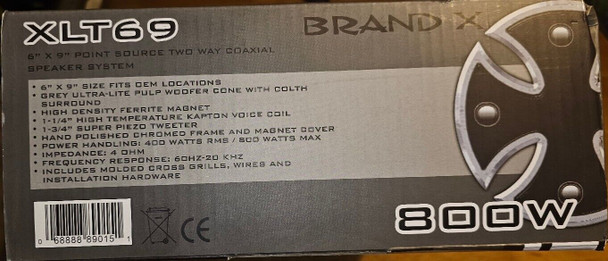 XLT69
BRAND X
6" X 9" POINT SOURCE TWO WAY COAXIAL
SPEAKER SYSTEM
• 6" X 9" SIZE FITS OEM LOCATIONS
• GREY ULTRA-LITE PULP WOOFER CONE WITH COLTH
SURROUND
• HIGH DENSITY FERRITE MAGNET
• 1-1/4" HIGH TEMPERATURE KAPTON VOICE COIL
• 1-3/4" SUPER PIEZO TWEETER
• HAND POLISHED CHROMED FRAME AND MAGNET COVER
• POWER HANDLING: 400 WATTS RMS / 800 WATTS MAX
• IMPEDANCE: 4 OHM
• FREQUENCY RESPONSE: 60HZ-20 KHZ
• INCLUDES MOLDED CROSS GRILLS, WIRES AND
INSTALLATION HARDWARE
0 68888 89015 1
CE
800W